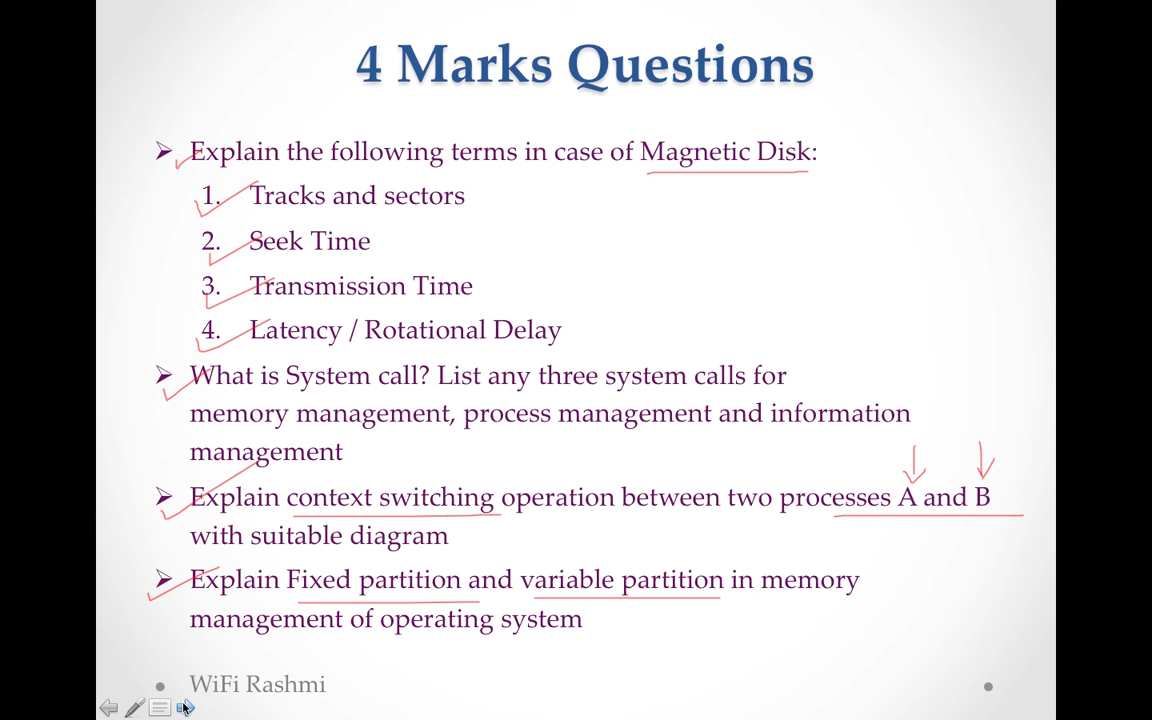 4 Marks Questions
➢ Explain the following terms in case of Magnetic Disk:
1. Tracks and sectors
2. Seek Time
3. Transmission Time
4. Latency / Rotational Delay
➢ What is System call? List any three system calls for
memory management, process management and information
management
➢ Explain context switching operation between two processes A and B
with suitable diagram
➢ Explain Fixed partition and variable partition in memory
management of operating system
WiFi Rashmi